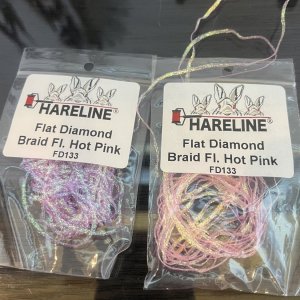 HARELINE
Flat Diamond
Braid Fl. Hot Pink
FD133
HARELINE
Flat Diamond
Braid Fl. Hot Pink
FD133